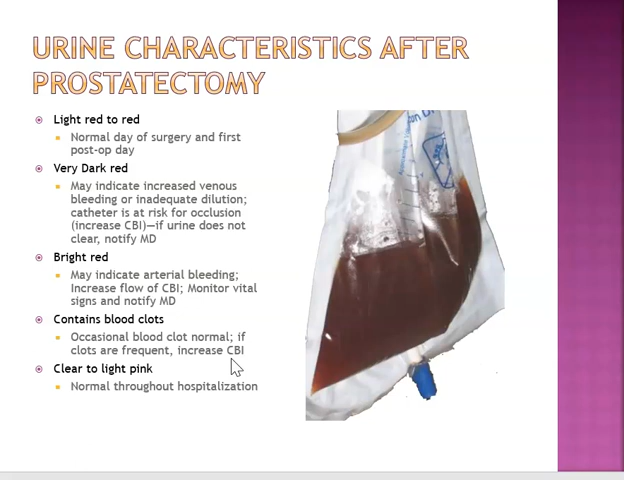 URINE CHARACTERISTICS AFTER
PROSTATECTOMY
Light red to red
Normal day of surgery and first
post-op day
Very Dark red
May indicate increased venous
bleeding or inadequate dilution;
catheter is at risk for occlusion
(increase CBI)—if urine does not
clear, notify MD
Bright red
May indicate arterial bleeding;
Increase flow of CBI; Monitor vital
signs and notify MD
Contains blood clots
Occasional blood clot normal; if
clots are frequent, increase CBI
Clear to light pink
Normal throughout hospitalization